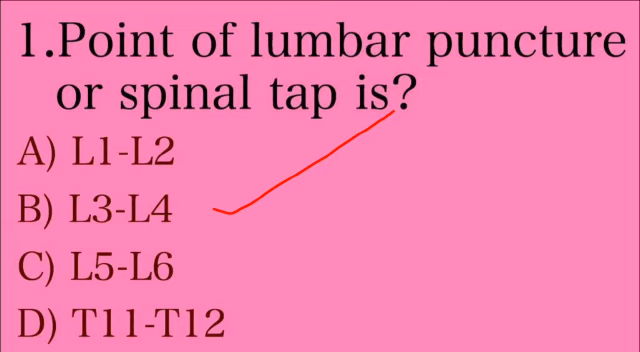 1.Point of lumbar puncture
or spinal tap is?
A) L1-L2
B) L3-L4
C) L5-L6
D) T11-T12